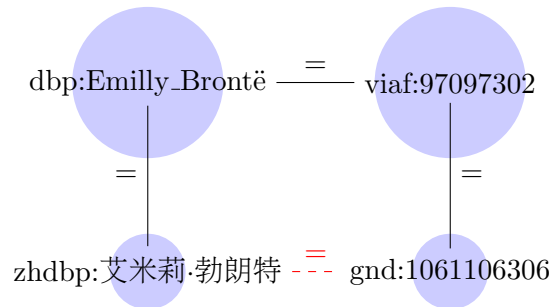 =
dbp:Emilly_Brontë
viaf:97097302
=
=
=
zhdbp:艾米莉·勃朗特
gnd:1061106306